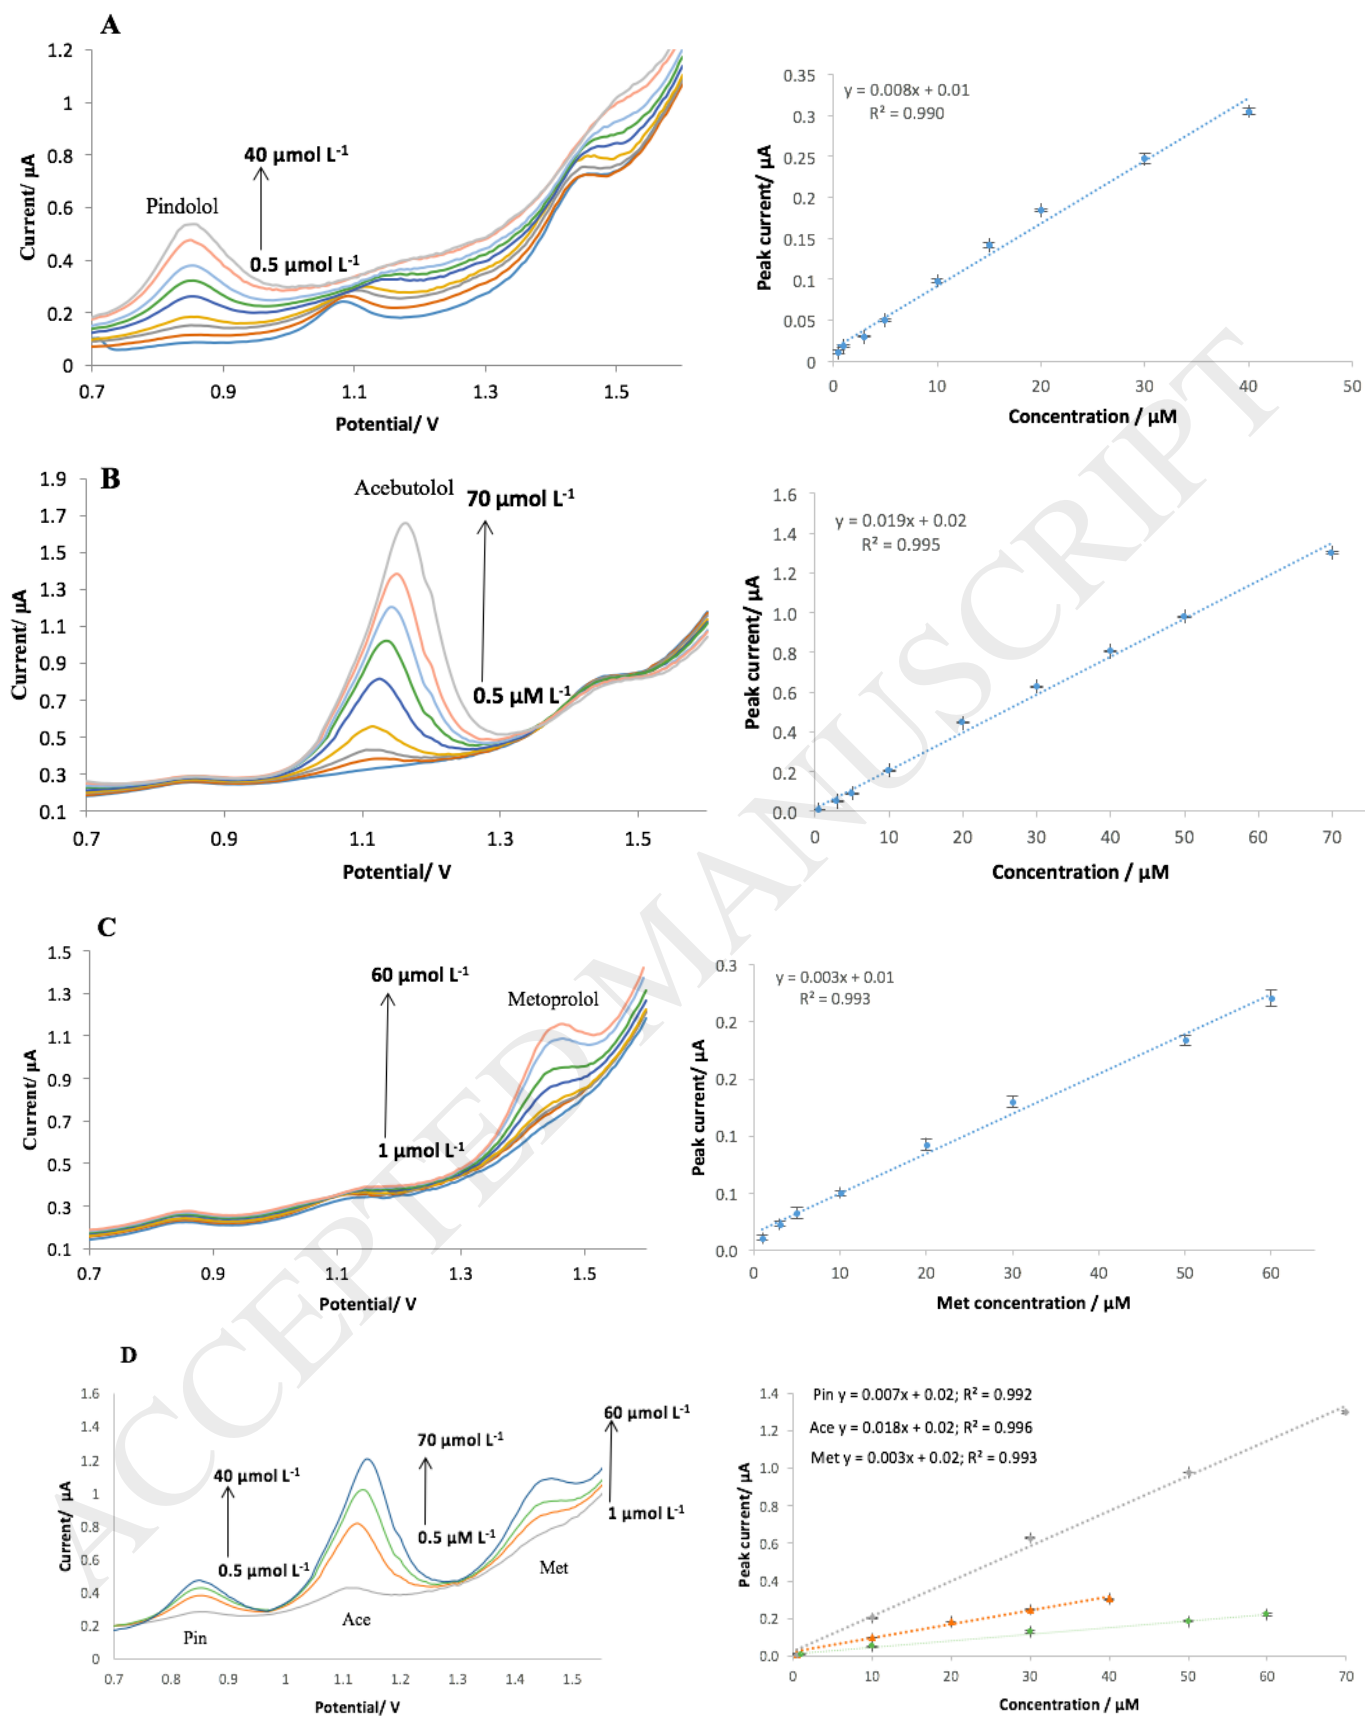 A
1.2
1
0.8
0.6
0.4
0.2
0
Current/ µA
Pindolol
40 µmol L-1
0.5 µmol L-1
0.7 0.9 1.1 1.3 1.5
Potential/ V
0.35
0.3
0.25
0.2
0.15
0.1
0.05
0
Peak current/ µA
y = 0.008x + 0.01
R² = 0.990
0 10 20 30 40 50
Concentration / µM
B
1.9
1.7
1.5
1.3
1.1
0.9
0.7
0.5
0.3
0.1
Current/ µA
Acebutolol
70 µmol L-1
0.5 µM L-1
0.7 0.9 1.1 1.3 1.5
Potential/ V
1.6
1.4
1.2
1.0
0.8
0.6
0.4
0.2
0.0
Peak current/ µA
y = 0.019x + 0.02
R² = 0.995
0 10 20 30 40 50 60 70
Concentration / µM
C
1.5
1.3
1.1
0.9
0.7
0.5
0.3
0.1
Current/ µA
60 µmol L-1
Metoprolol
1 µmol L-1
0.7 0.9 1.1 1.3 1.5
Potential/ V
0.3
0.2
0.2
0.1
0.1
0.0
Peak current/ µA
y = 0.003x + 0.01
R² = 0.993
0 10 20 30 40 50 60
Met concentration / µM
D
1.6
1.4
1.2
1
0.8
0.6
0.4
0.2
0
Current/ µA
40 µmol L-1
0.5 µmol L-1
Pin
70 µmol L-1
0.5 µM L-1
Ace
60 µmol L-1
1 µmol L-1
Met
0.7 0.8 0.9 1 1.1 1.2 1.3 1.4 1.5
Potential/ V
1.4
1.2
1.0
0.8
0.6
0.4
0.2
0.0
Peak current/ µA
Pin y = 0.007x + 0.02; R² = 0.992
Ace y = 0.018x + 0.02; R² = 0.996
Met y = 0.003x + 0.02; R² = 0.993
0 10 20 30 40 50 60 70
Concentration / µM
ACCEPTED MANUSCRIPT